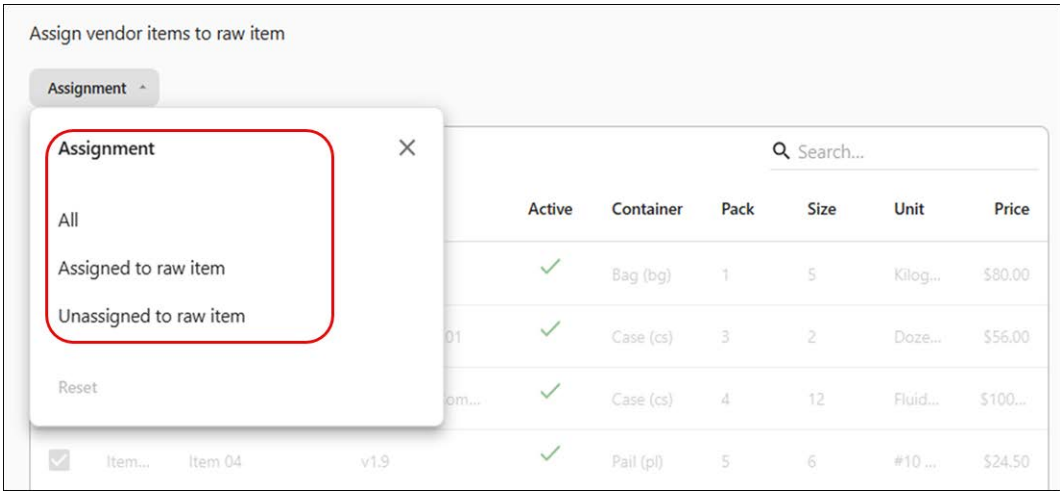 Assign vendor items to raw item
Assignment
Assignment
All
Assigned to raw item
Unassigned to raw item
Reset
Search...
Active Container Pack Size Unit Price
Bag (bg) 1 5 Kilog... $80.00
01 Case (cs) 3 2 Doze... $56.00
om... Case (cs) 4 12 Fluid... $100...
Item... Item 04 v1.9 Pail (pl) 5 6 #10 ... $24.50